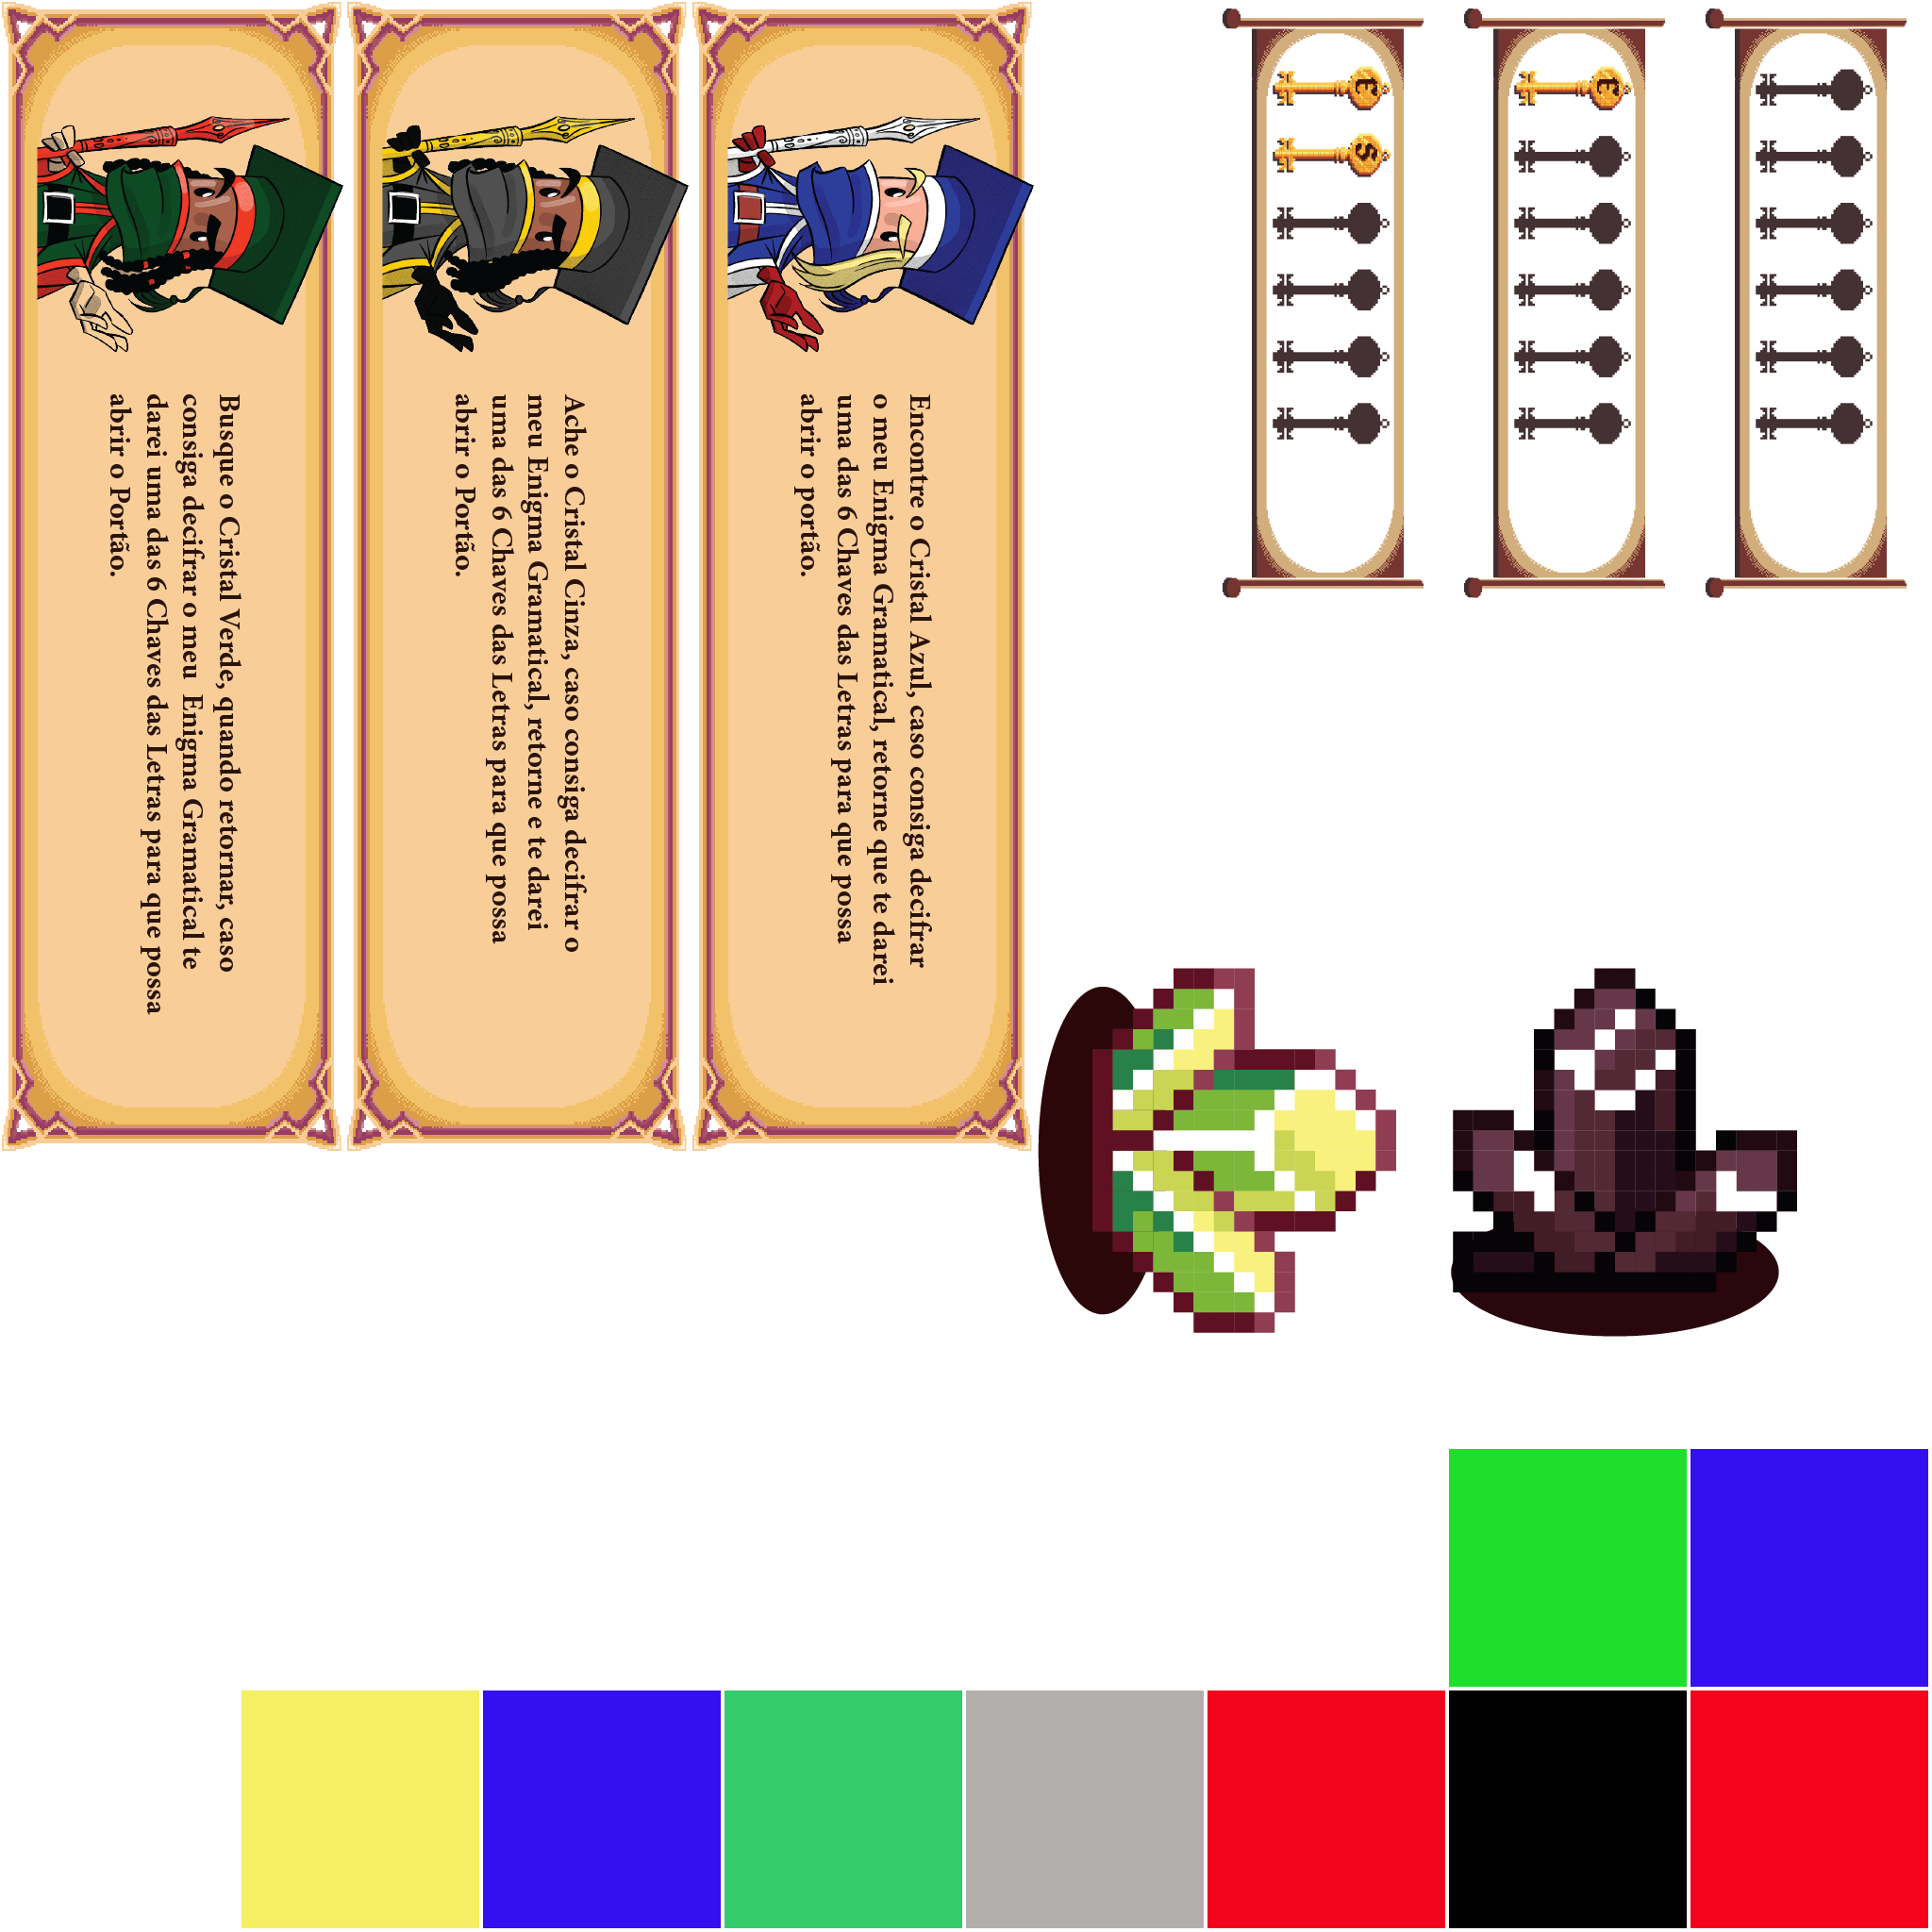 E
E
S
Encontre o Cristal Azul, caso consiga decifrar
o meu Enigma Gramatical, retorne que te darei
uma das 6 Chaves das Letras para que possa
abrir o portão.
Ache o Cristal Cinza, caso consiga decifrar o
meu Enigma Gramatical, retorne e te darei
uma das 6 Chaves das Letras para que possa
abrir o Portão.
Busque o Cristal Verde, quando retornar, caso
consiga decifrar o meu Enigma Gramatical te
darei uma das 6 Chaves das Letras para que possa
abrir o Portão.